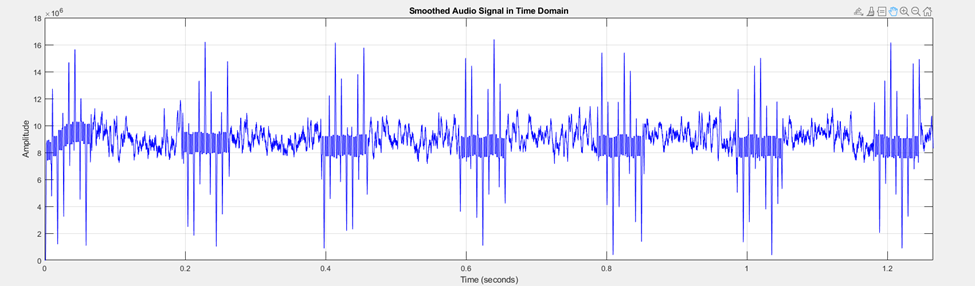 Smoothed Audio Signal in Time Domain
×10⁶
18
16
14
12
10
8
6
4
2
0
Amplitude
0 0.2 0.4 0.6 0.8 1 1.2
Time (seconds)